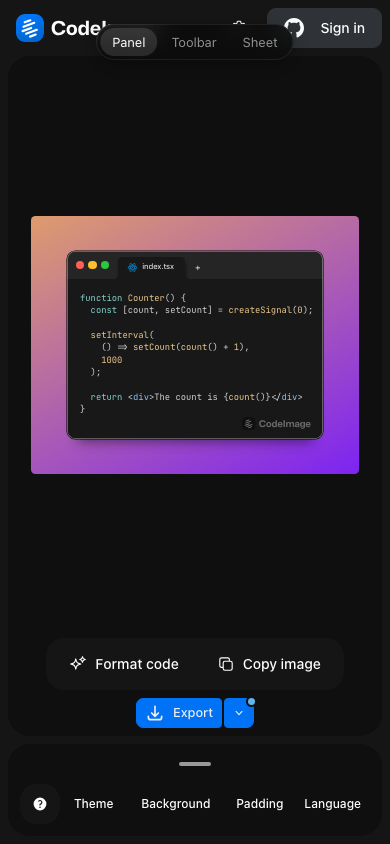 CodeI
Panel Toolbar Sheet
Sign in
index.tsx +
function Counter() {
const [count, setCount] = createSignal(0);
setInterval(
() => setCount(count() + 1),
1000
);
return <div>The count is {count()}</div>
}
CodeImage
Format code Copy image
Export
? Theme Background Padding Language